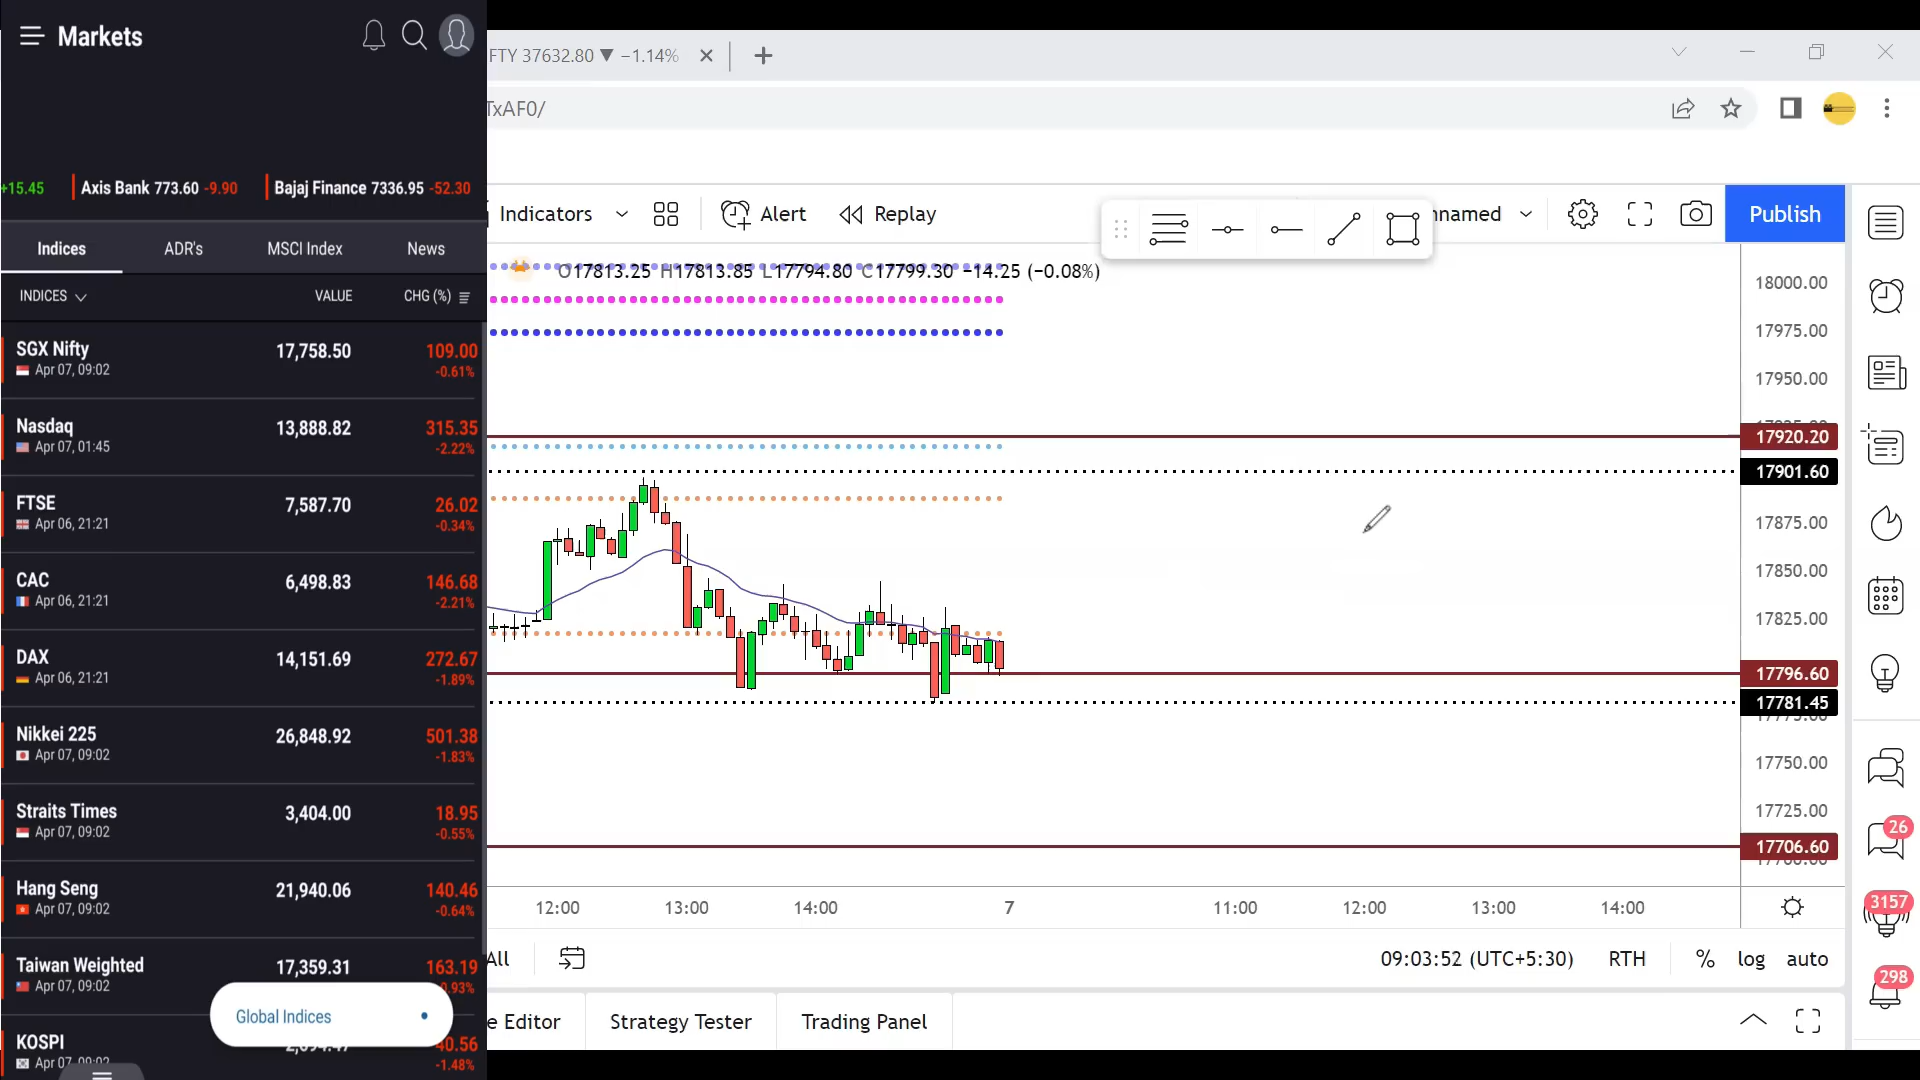 Markets
+15.45 Axis Bank 773.60 -9.90 Bajaj Finance 7336.95 -52.30
Indices ADR's MSCI Index News
INDICES VALUE CHG (%)
SGX Nifty 17,758.50 109.00
Apr 07, 09:02 -0.61%
Nasdaq 13,888.82 315.35
Apr 07, 01:45 -2.22%
FTSE 7,587.70 26.02
Apr 06, 21:21 -0.34%
CAC 6,498.83 146.68
Apr 06, 21:21 -2.21%
DAX 14,151.69 272.67
Apr 06, 21:21 -1.89%
Nikkei 225 26,848.92 501.38
Apr 07, 09:02 -1.83%
Straits Times 3,404.00 18.95
Apr 07, 09:02 -0.55%
Hang Seng 21,940.06 140.46
Apr 07, 09:02 -0.64%
Taiwan Weighted 17,359.31 163.19
Apr 07, 09:02 0.93%
Global Indices
KOSPI 40.56
Apr 07, 09:02 -1.48%
FTY 37632.80 ▼ −1.14%
TxAF0/
Indicators Alert Replay nnamed Publish
O17813.25 H17813.85 L17794.80 C17799.30 −14.25 (−0.08%)
18000.00
17975.00
17950.00
17920.20
17901.60
17875.00
17850.00
17825.00
17796.60
17781.45
17750.00
17725.00
17706.60
12:00 13:00 14:00 7 11:00 12:00 13:00 14:00
All 09:03:52 (UTC+5:30) RTH % log auto
e Editor Strategy Tester Trading Panel
26
3157
298